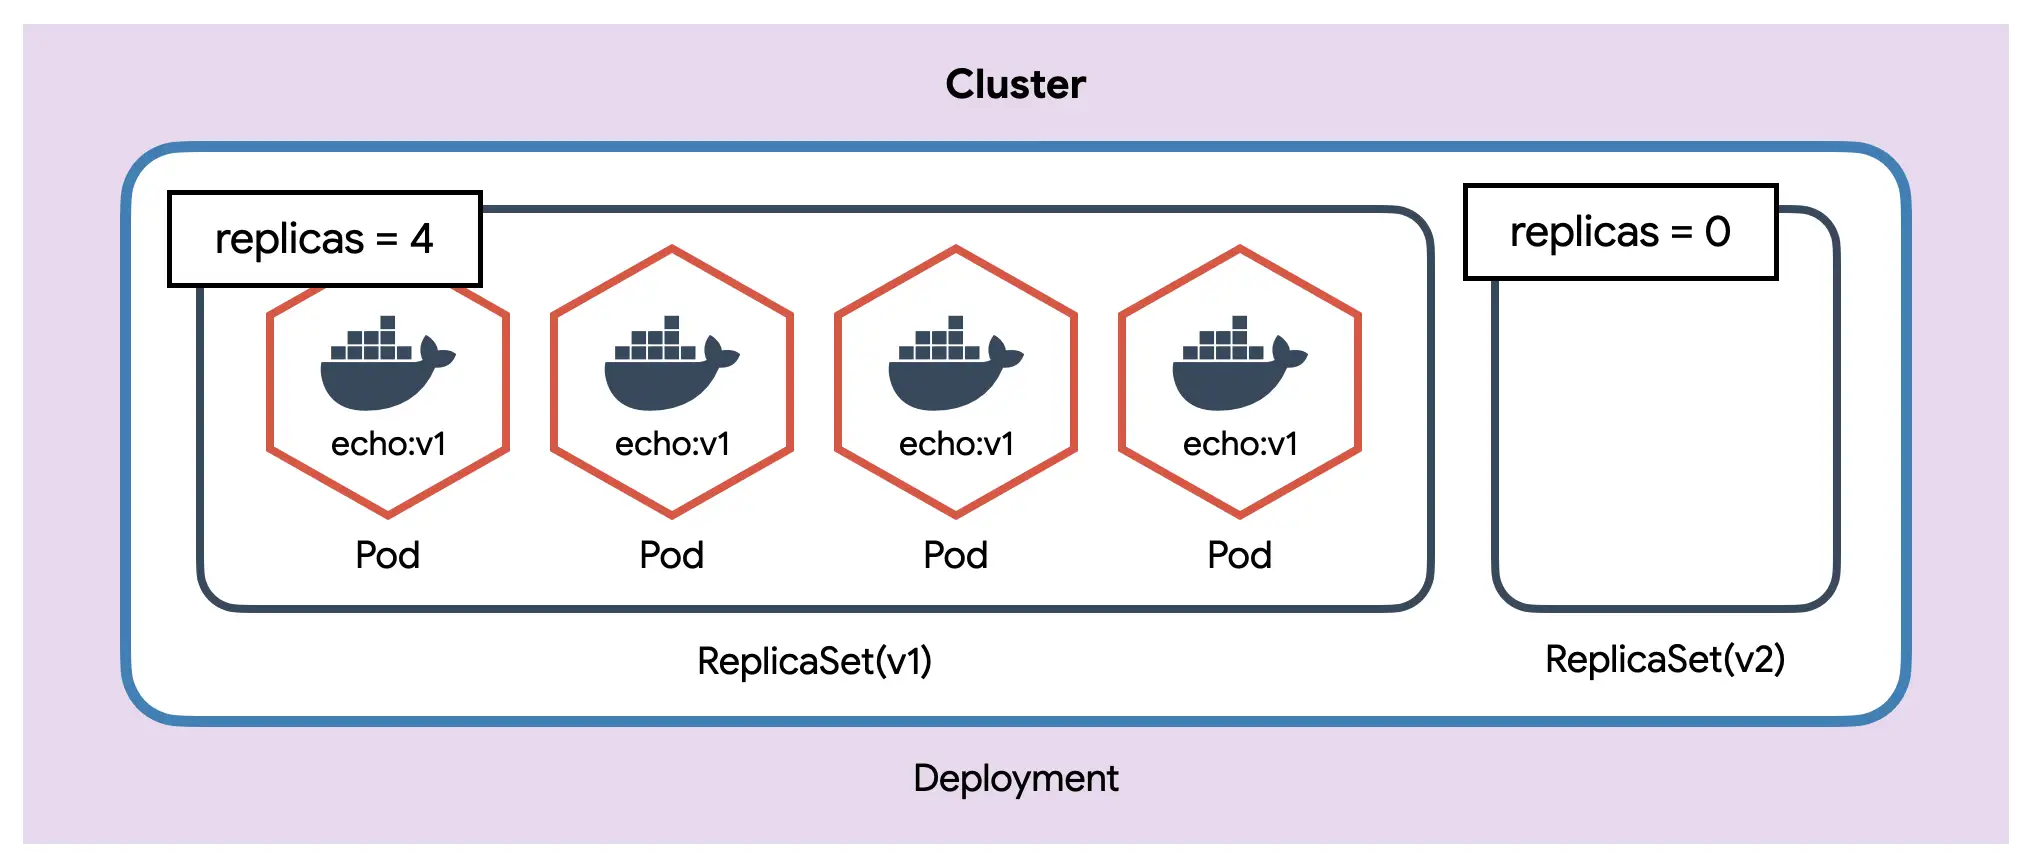 Cluster
replicas = 4
replicas = 0
echo:v1
echo:v1
echo:v1
echo:v1
Pod
Pod
Pod
Pod
ReplicaSet(v1)
ReplicaSet(v2)
Deployment